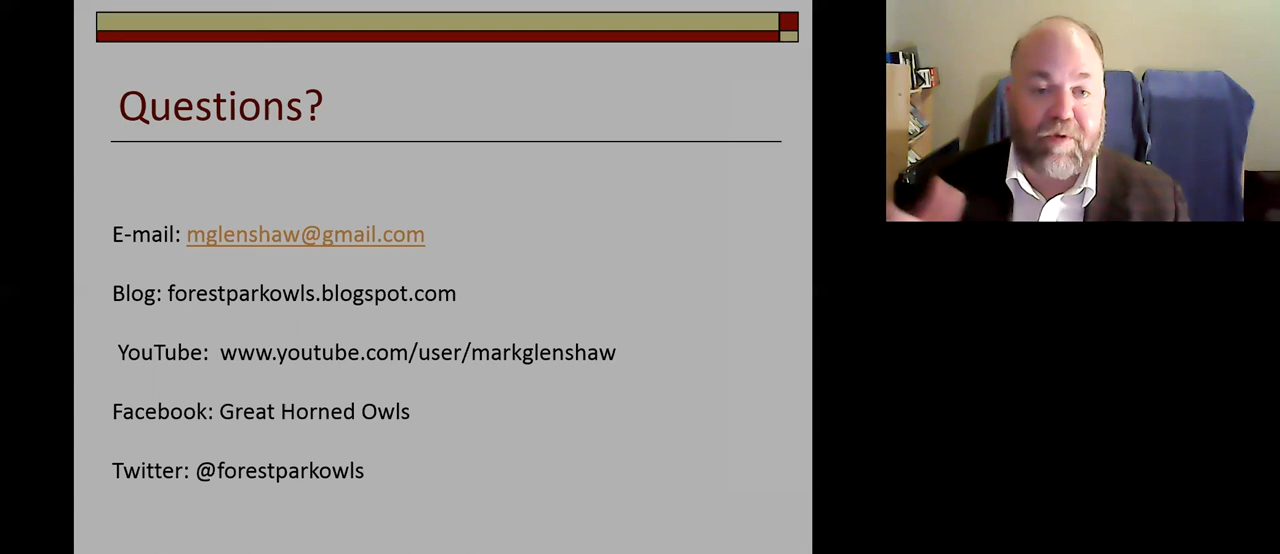 Questions?
E-mail: mglenshaw@gmail.com
Blog: forestparkowls.blogspot.com
YouTube: www.youtube.com/user/markglenshaw
Facebook: Great Horned Owls
Twitter: @forestparkowls